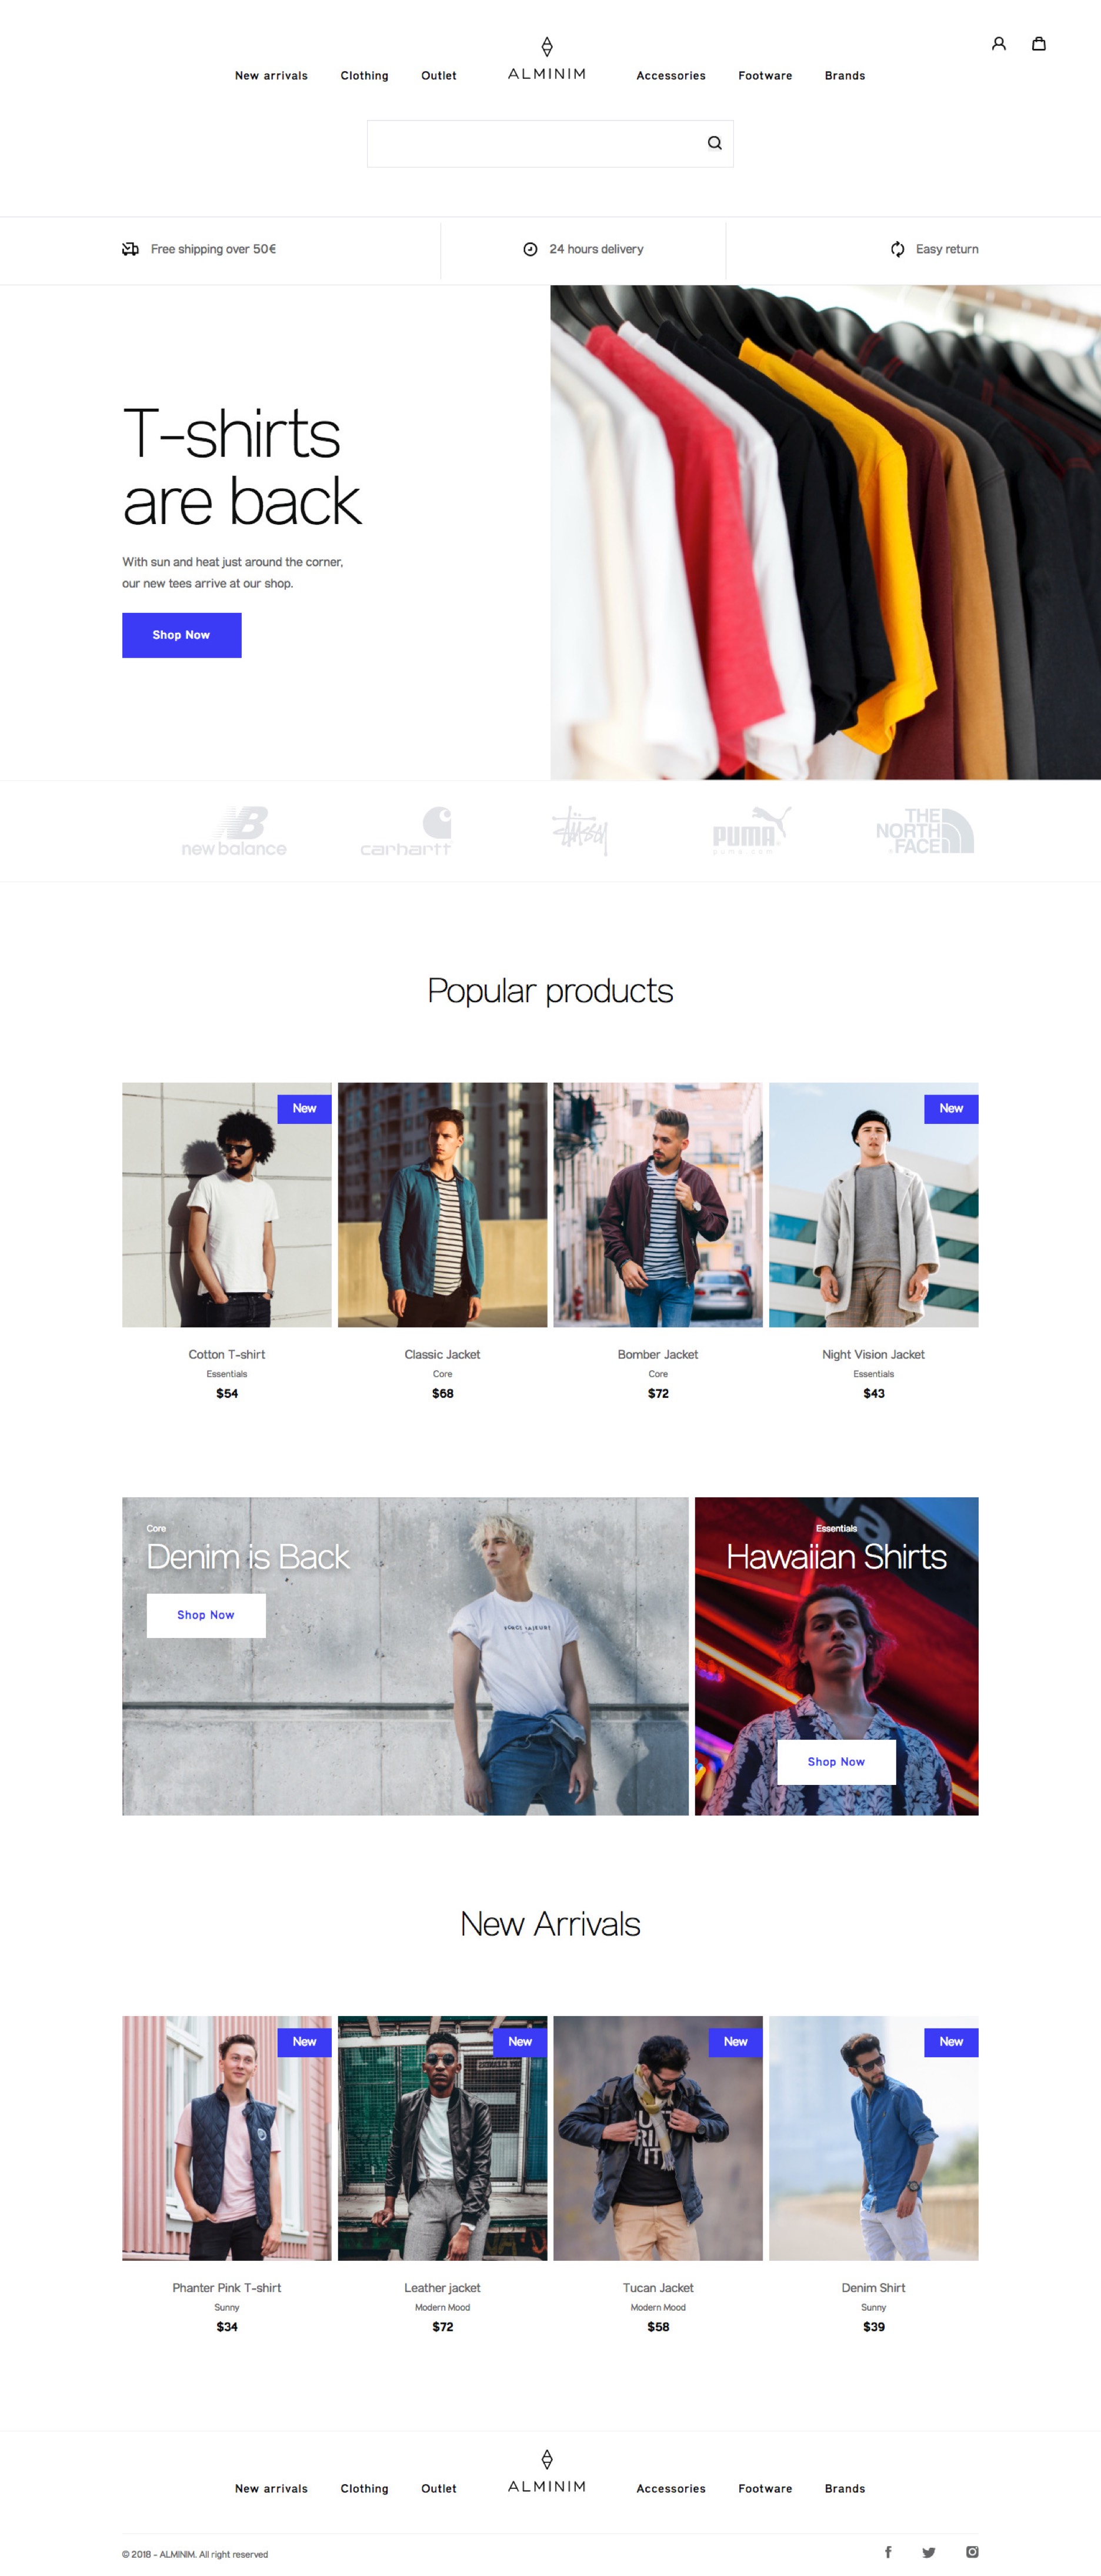 New arrivals Clothing Outlet ALMINIM Accessories Footware Brands
Free shipping over 50€ 24 hours delivery Easy return
T-shirts
are back
With sun and heat just around the corner,
our new tees arrive at our shop.
Shop Now
new balance carhartt Stüssy PUMA® puma.com THE NORTH FACE
Popular products
New New
Cotton T-shirt Classic Jacket Bomber Jacket Night Vision Jacket
Essentials Core Core Essentials
$54 $68 $72 $43
Core Essentials
Denim is Back Hawaiian Shirts
Shop Now
Shop Now
New Arrivals
New New New New
Phanter Pink T-shirt Leather jacket Tucan Jacket Denim Shirt
Sunny Modern Mood Modern Mood Sunny
$34 $72 $58 $39
New arrivals Clothing Outlet ALMINIM Accessories Footware Brands
© 2018 - ALMINIM. All right reserved